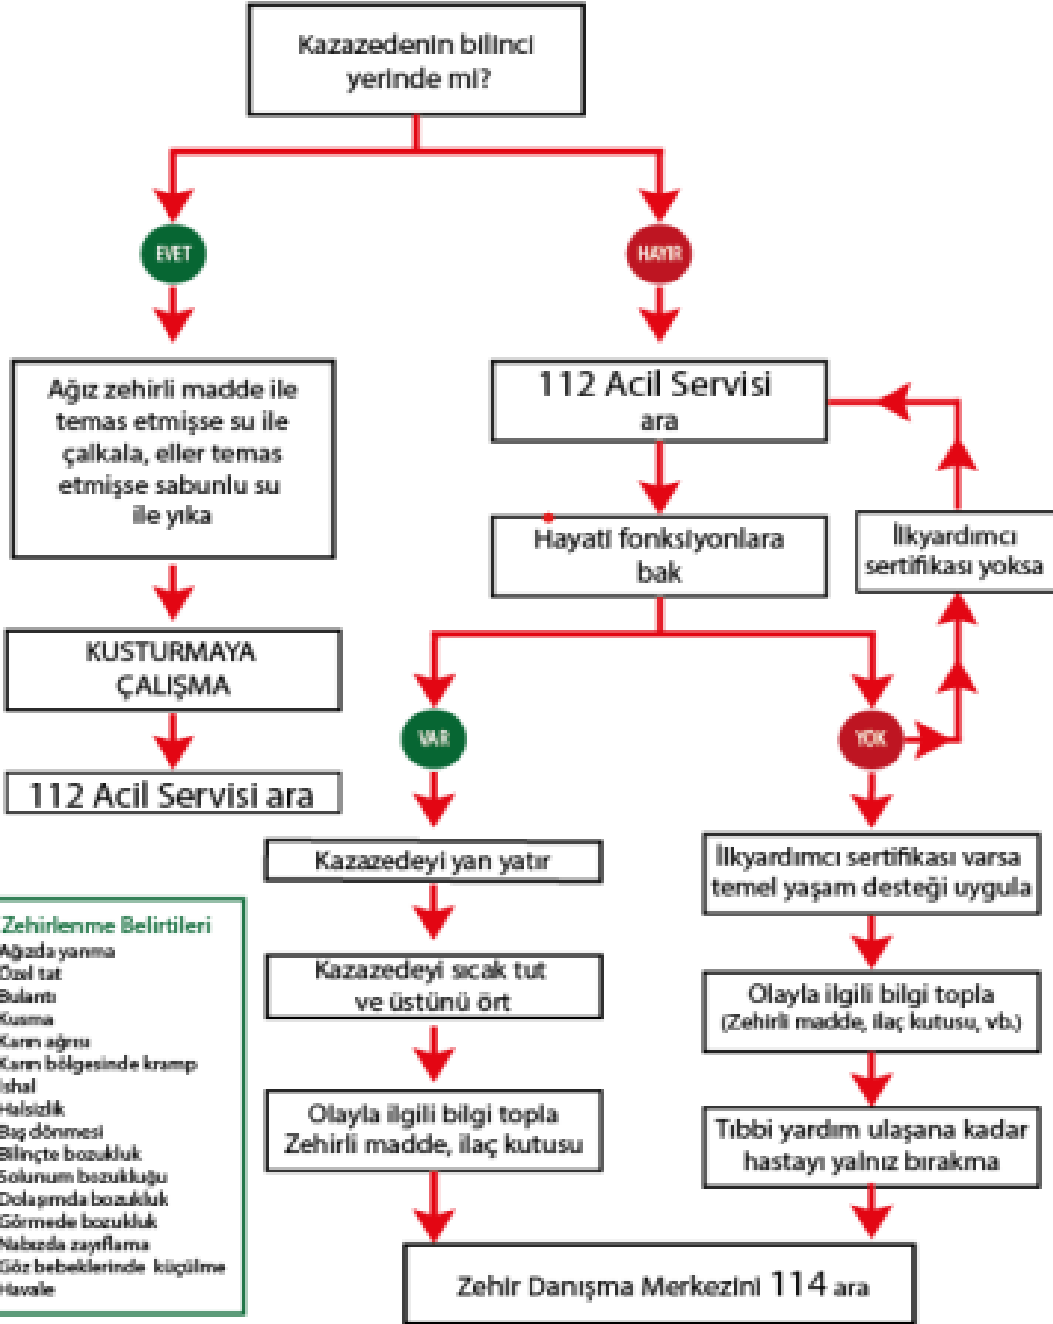 Kazazedenin bilinci
yerinde mi?
EVET
HAYIR
Ağız zehirli madde ile
temas etmişse su ile
çalkala, eller temas
etmişse sabunlu su
ile yıka
KUSTURMAYA
ÇALIŞMA
112 Acil Servisi ara
112 Acil Servisi
ara
Hayati fonksiyonlara
bak
İlkyardımcı
sertifikası yoksa
VAR
YOK
Kazazedeyi yan yatır
Kazazedeyi sıcak tut
ve üstünü ört
Olayla ilgili bilgi topla
Zehirli madde, ilaç kutusu
İlkyardımcı sertifikası varsa
temel yaşam desteği uygula
Olayla ilgili bilgi topla
(Zehirli madde, ilaç kutusu, vb.)
Tıbbi yardım ulaşana kadar
hastayı yalnız bırakma
Zehir Danışma Merkezini 114 ara
Zehirlenme Belirtileri
Ağızda yanma
Özel tat
Bulantı
Kusma
Karın ağrısı
Karın bölgesinde kramp
İshal
Halsizlik
Baş dönmesi
Bilinçte bozukluk
Solunum bozukluğu
Dolaşımda bozukluk
Görmede bozukluk
Nabızda zayıflama
Göz bebeklerinde küçülme
Havale